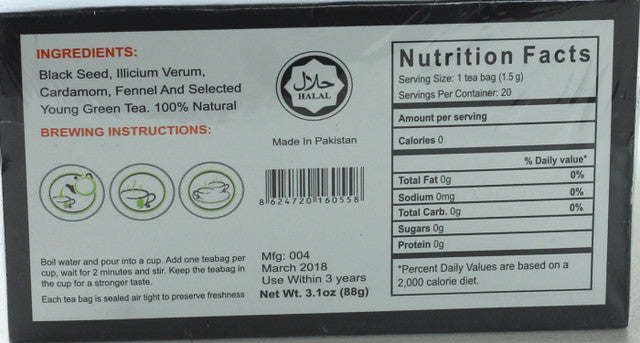 INGREDIENTS:
Black Seed, Illicium Verum,
Cardamom, Fennel And Selected
Young Green Tea. 100% Natural
BREWING INSTRUCTIONS:
Boil water and pour into a cup. Add one teabag per
cup, wait for 2 minutes and stir. Keep the teabag in
the cup for a stronger taste.
Each tea bag is sealed air tight to preserve freshness
حلال
HALAL
Made In Pakistan
8 624720 160558
Mfg: 004
March 2018
Use Within 3 years
Net Wt. 3.1oz (88g)
Nutrition Facts
Serving Size: 1 tea bag (1.5 g)
Servings Per Container: 20
Amount per serving
Calories 0
% Daily value*
Total Fat 0g 0%
Sodium 0mg 0%
Total Carb. 0g 0%
Sugars 0g
Protein 0g
*Percent Daily Values are based on a
2,000 calorie diet.